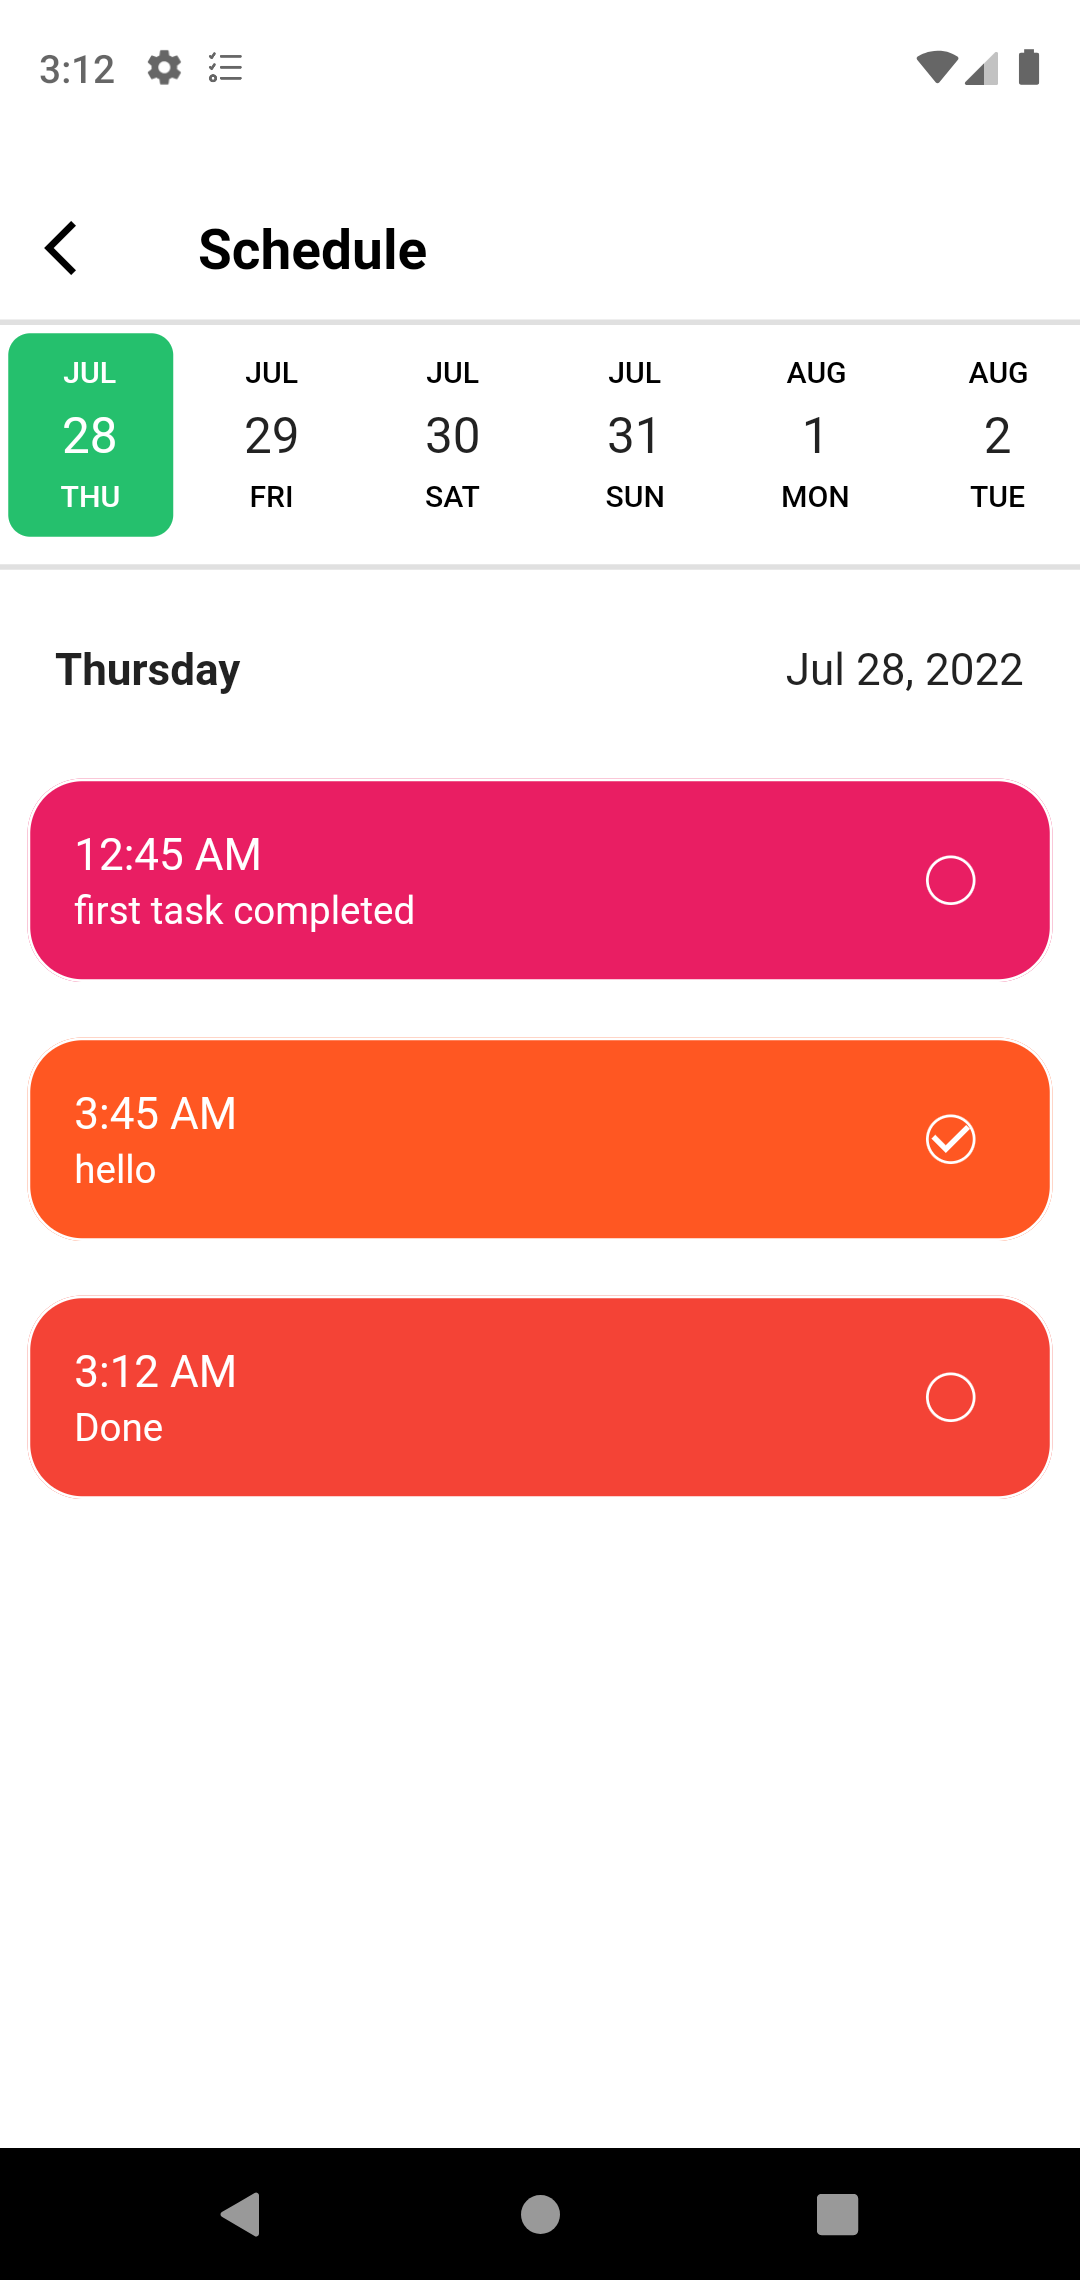 3:12
Schedule
JUL JUL JUL JUL AUG AUG
28 29 30 31 1 2
THU FRI SAT SUN MON TUE
Thursday Jul 28, 2022
12:45 AM
first task completed
3:45 AM
hello
3:12 AM
Done